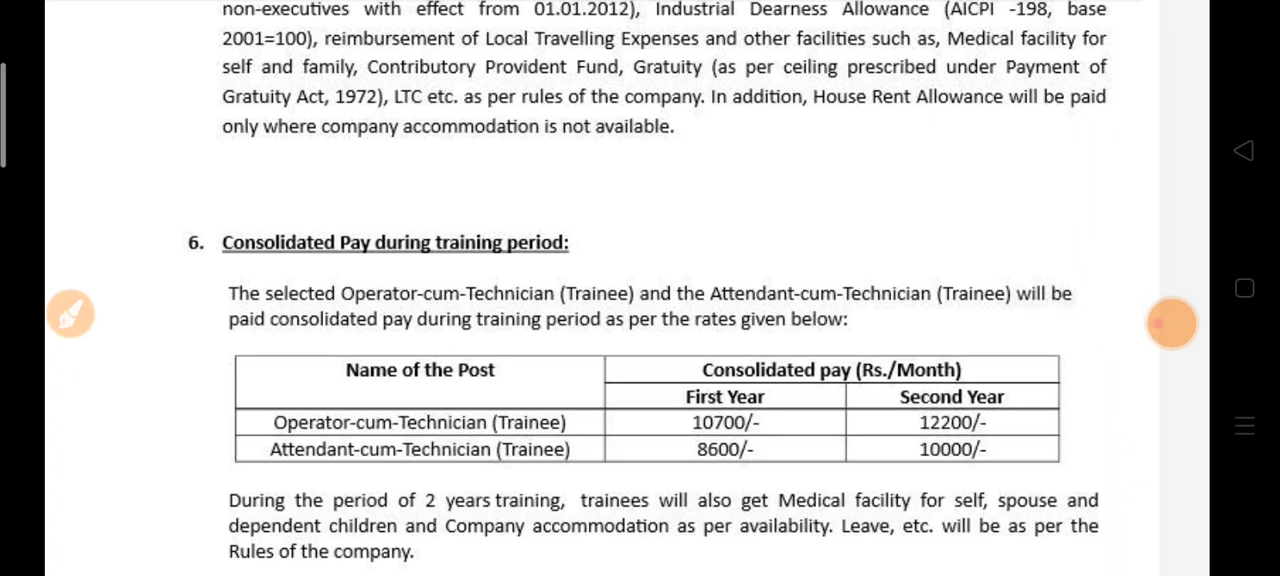 non-executives with effect from 01.01.2012), Industrial Dearness Allowance (AICPI -198, base
2001=100), reimbursement of Local Travelling Expenses and other facilities such as, Medical facility for
self and family, Contributory Provident Fund, Gratuity (as per ceiling prescribed under Payment of
Gratuity Act, 1972), LTC etc. as per rules of the company. In addition, House Rent Allowance will be paid
only where company accommodation is not available.
6. Consolidated Pay during training period:
The selected Operator-cum-Technician (Trainee) and the Attendant-cum-Technician (Trainee) will be
paid consolidated pay during training period as per the rates given below:
Name of the Post Consolidated pay (Rs./Month)
First Year Second Year
Operator-cum-Technician (Trainee) 10700/- 12200/-
Attendant-cum-Technician (Trainee) 8600/- 10000/-
During the period of 2 years training, trainees will also get Medical facility for self, spouse and
dependent children and Company accommodation as per availability. Leave, etc. will be as per the
Rules of the company.